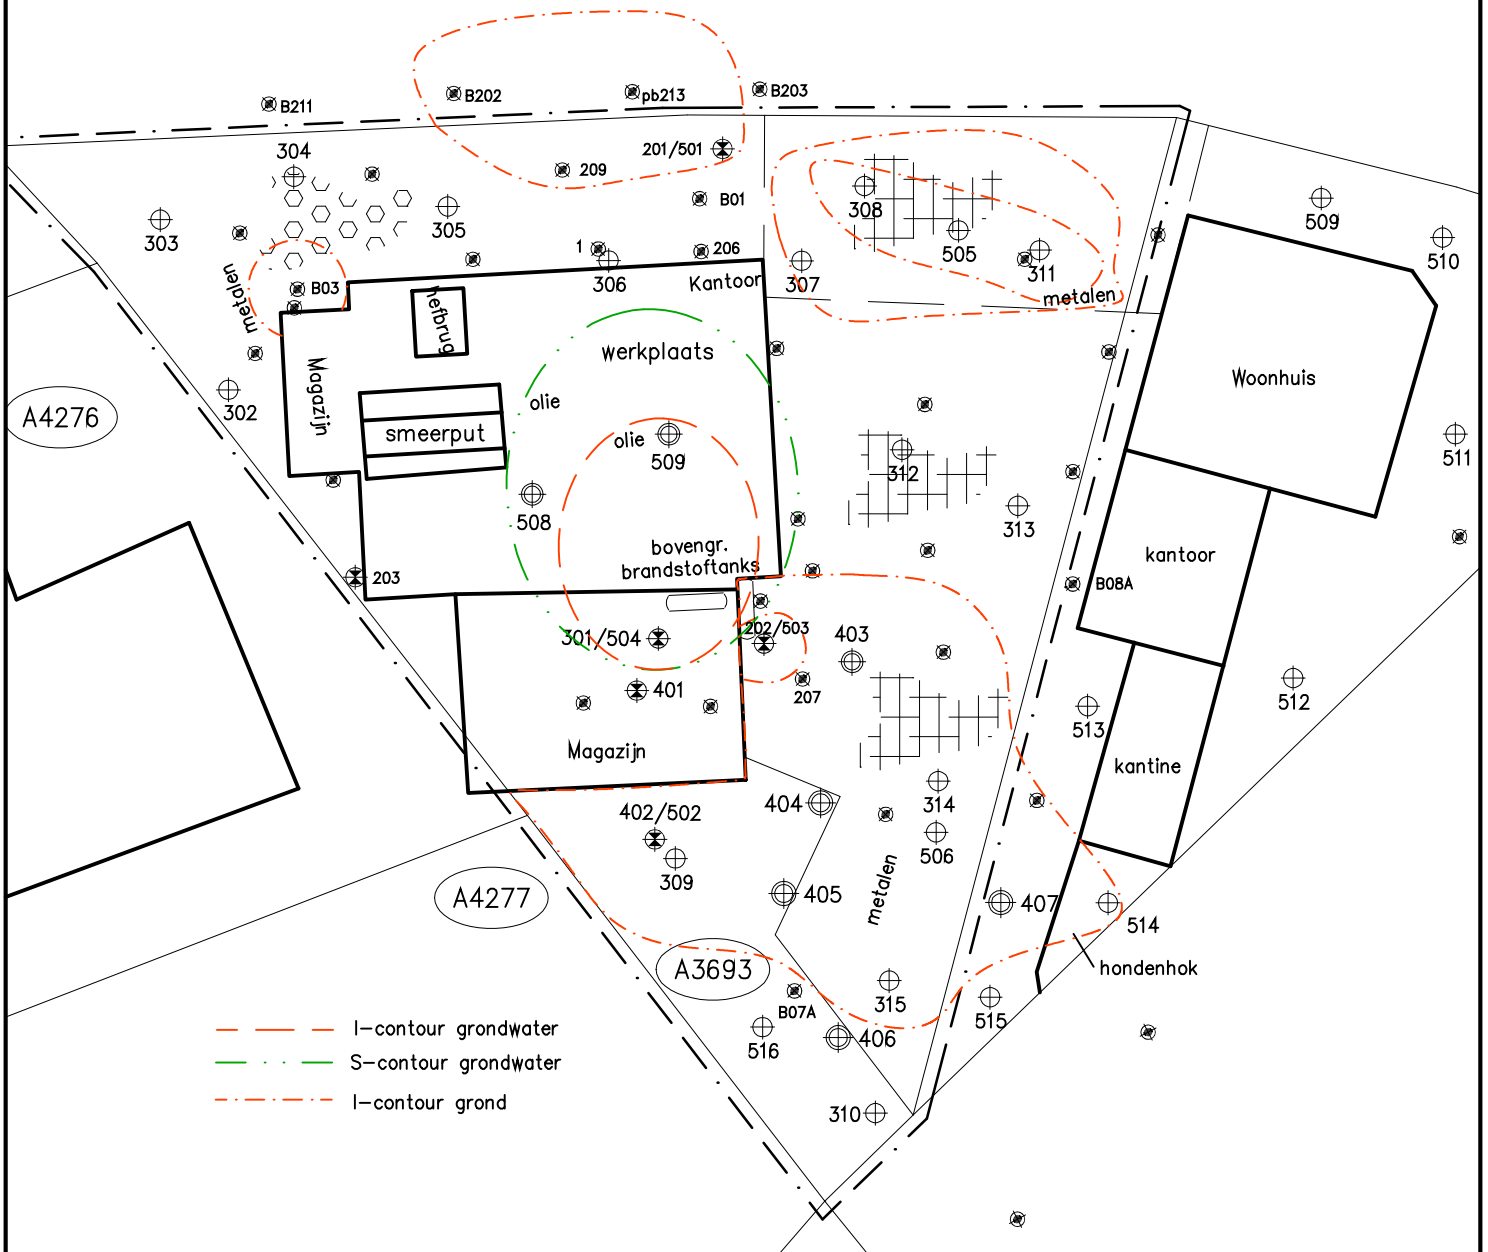 B211
B202
pb213
B203
304
201/501
209
308
509
303
305
B01
505
510
1
206
306
307
311
metalen
B03
Kantoor
metalen
hefbrug
werkplaats
Magazijn
Woonhuis
302
olie
A4276
smeerput
olie
509
312
511
508
313
bovengr.
brandstoftanks
kantoor
203
B08A
301/504
202/503
403
401
207
512
513
Magazijn
kantine
404
314
402/502
506
309
metalen
A4277
405
407
514
A3693
hondenhok
315
B07A
515
516
406
I-contour grondwater
S-contour grondwater
I-contour grond
310